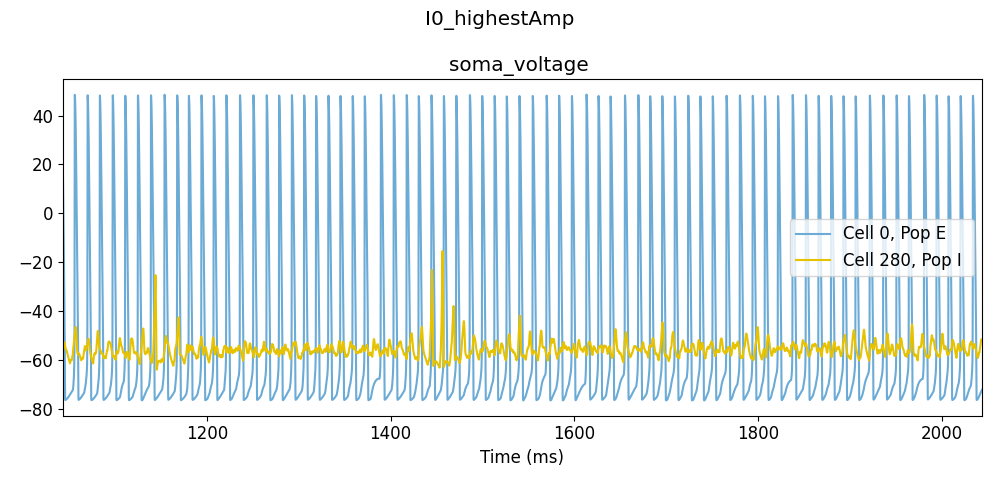 I0_highestAmp
soma_voltage
40
20
0
−20
−40
−60
−80
Cell 0, Pop E
Cell 280, Pop I
1200
1400
1600
1800
2000
Time (ms)